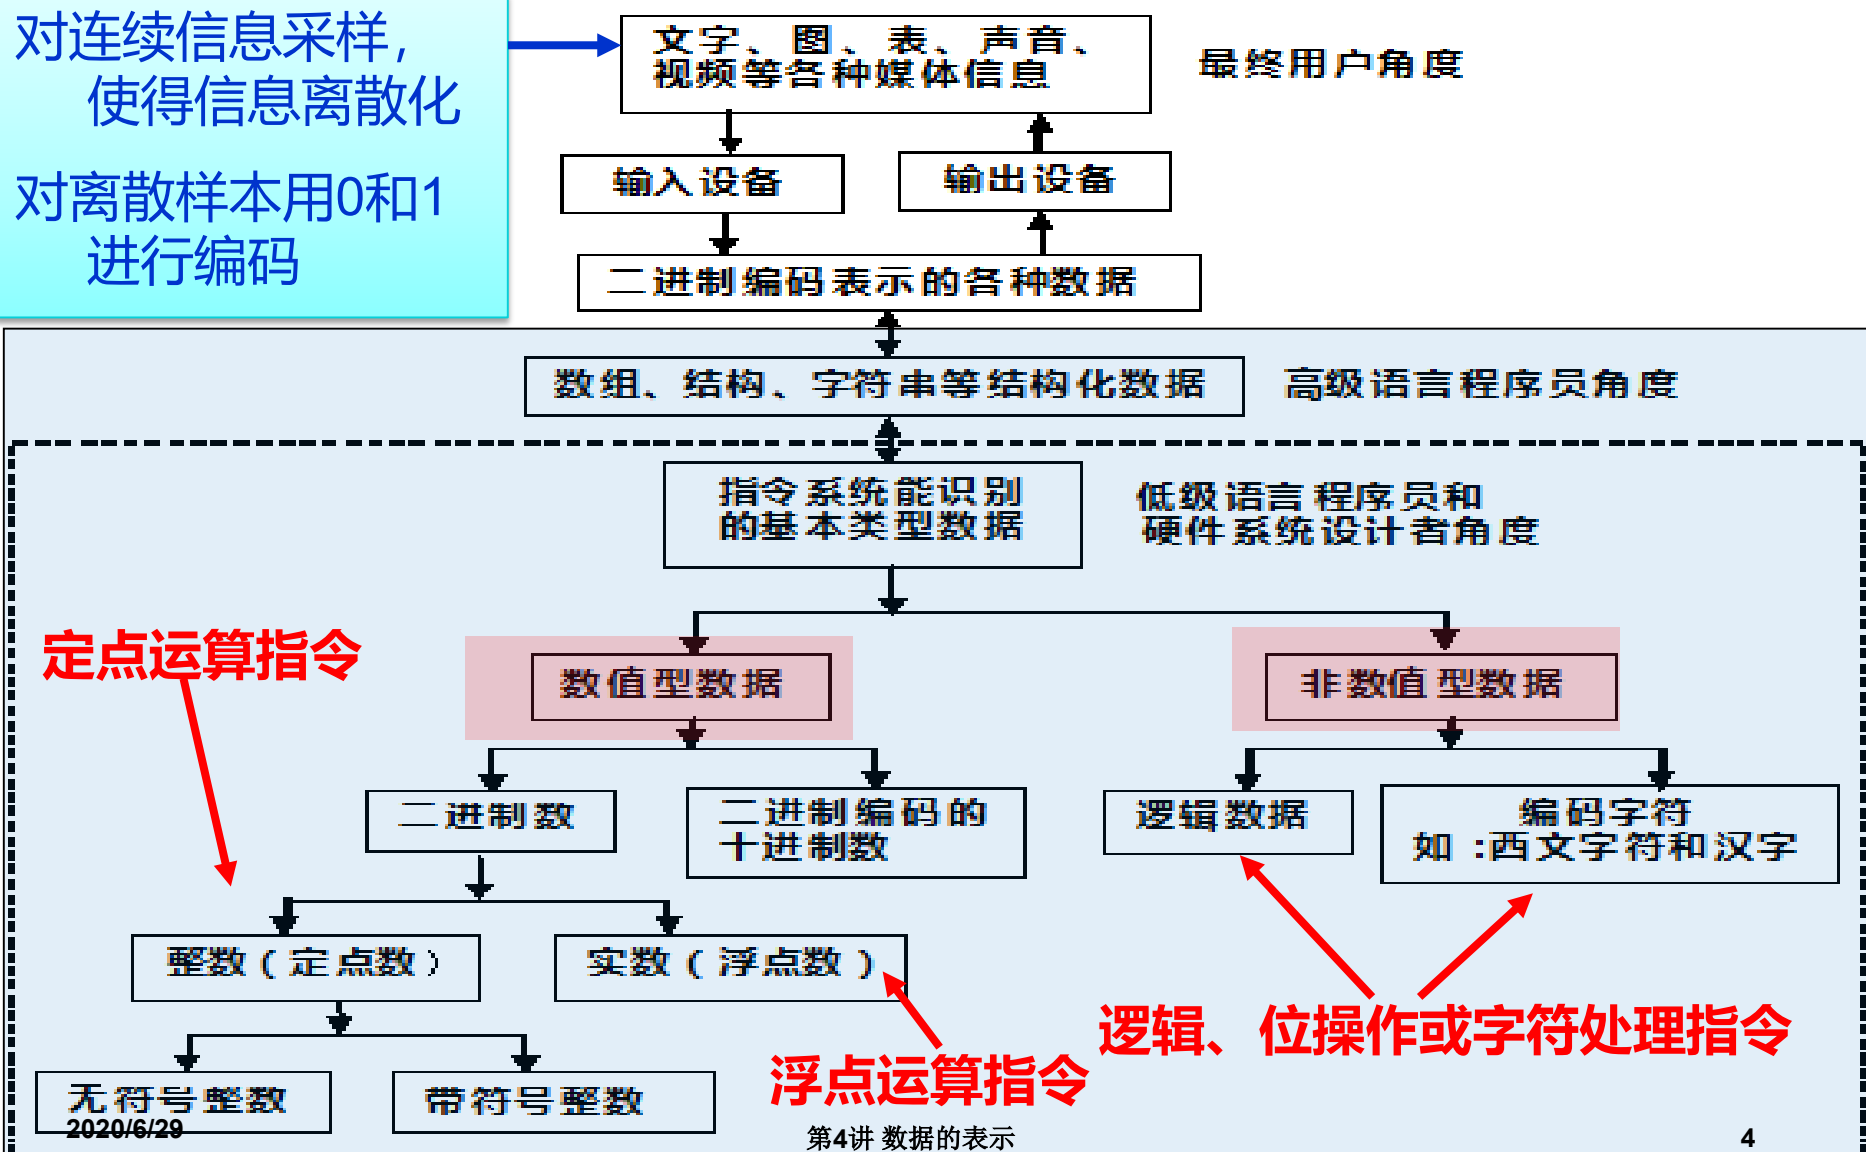 对连续信息采样，
使得信息离散化
对离散样本用0和1
进行编码
文字、图、表、声音、
视频等各种媒体信息
最终用户角度
输入设备
输出设备
二进制编码表示的各种数据
数组、结构、字符串等结构化数据
高级语言程序员角度
指令系统能识别
的基本类型数据
低级语言程序员和
硬件系统设计者角度
定点运算指令
数值型数据
非数值型数据
二进制数
二进制编码的
十进制数
逻辑数据
编码字符
如：西文字符和汉字
整数（定点数）
实数（浮点数）
逻辑、位操作或字符处理指令
浮点运算指令
无符号整数
带符号整数
2020/6/29
第4讲 数据的表示
4